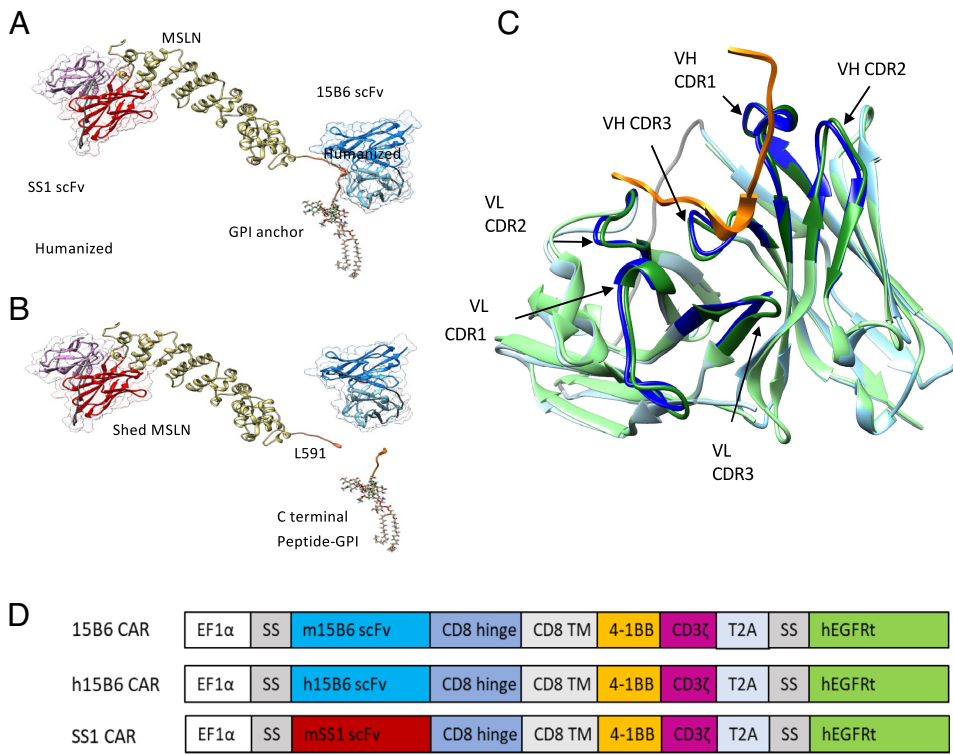 A
MSLN
15B6 scFv
Humanized
SS1 scFv
GPI anchor
Humanized
B
Shed MSLN
L591
C terminal
Peptide-GPI
C
VH
CDR1
VH CDR2
VH CDR3
VL
CDR2
VL
CDR1
VL
CDR3
D
15B6 CAR EF1α SS m15B6 scFv CD8 hinge CD8 TM 4-1BB CD3ζ T2A SS hEGFRt
h15B6 CAR EF1α SS h15B6 scFv CD8 hinge CD8 TM 4-1BB CD3ζ T2A SS hEGFRt
SS1 CAR EF1α SS mSS1 scFv CD8 hinge CD8 TM 4-1BB CD3ζ T2A SS hEGFRt